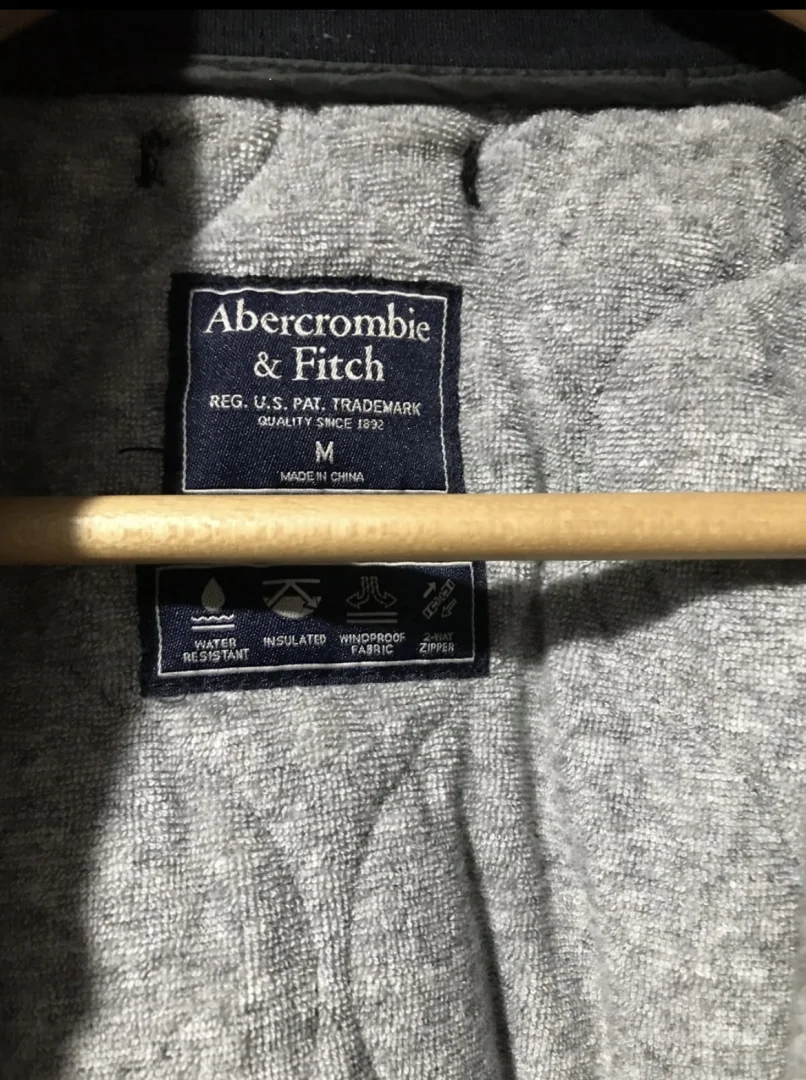 Abercrombie
& Fitch
REG. U.S. PAT. TRADEMARK
QUALITY SINCE 1892
M
MADE IN CHINA
WATER
RESISTANT
INSULATED
WINDPROOF
FABRIC
2-WAY
ZIPPER